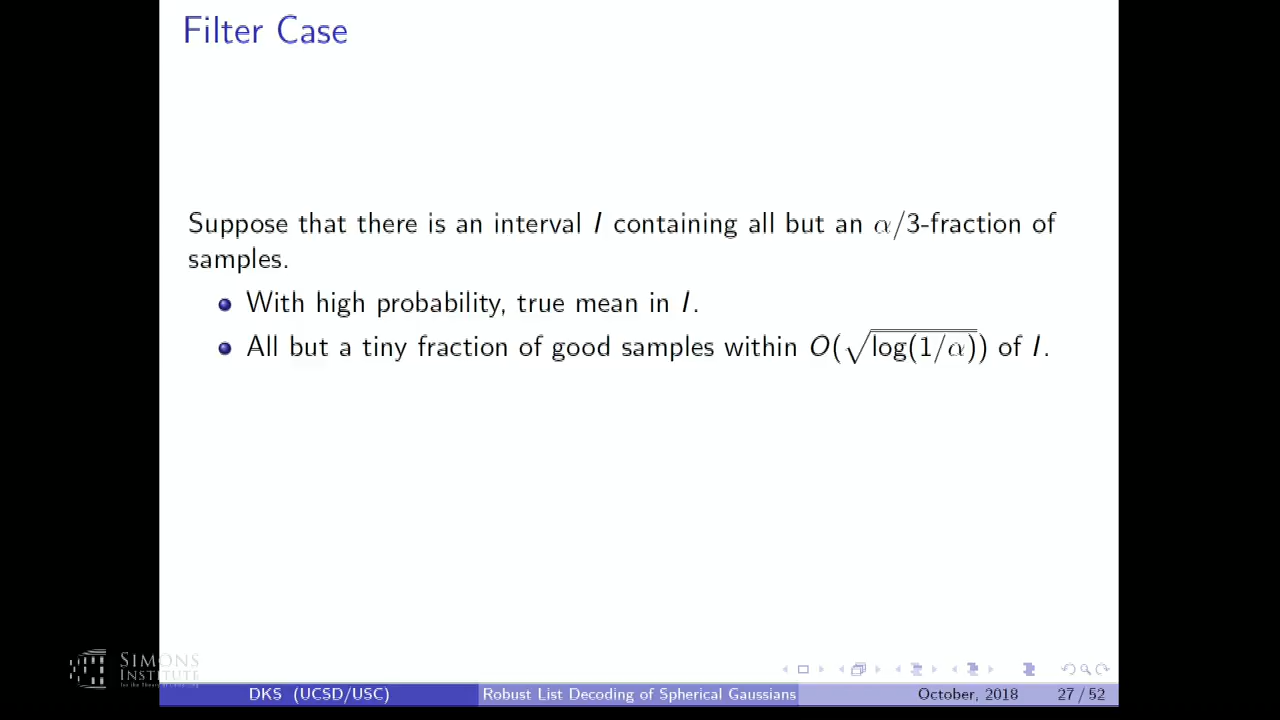 Filter Case
Suppose that there is an interval I containing all but an α/3-fraction of
samples.
With high probability, true mean in I.
All but a tiny fraction of good samples within O(√log(1/α)) of I.
SIMONS
INSTITUTE
DKS (UCSD/USC) Robust List Decoding of Spherical Gaussians October, 2018 27 / 52